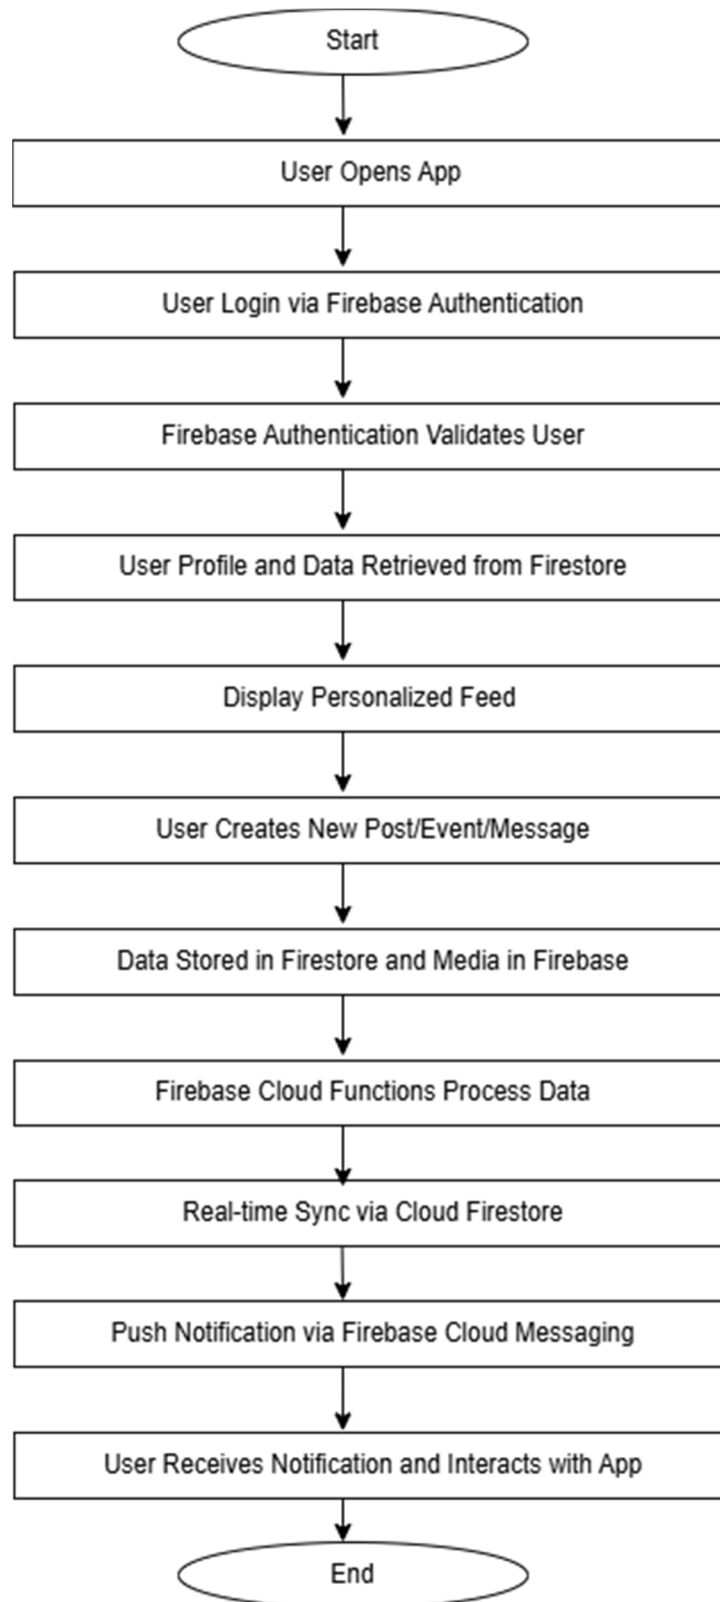 Start
User Opens App
User Login via Firebase Authentication
Firebase Authentication Validates User
User Profile and Data Retrieved from Firestore
Display Personalized Feed
User Creates New Post/Event/Message
Data Stored in Firestore and Media in Firebase
Firebase Cloud Functions Process Data
Real-time Sync via Cloud Firestore
Push Notification via Firebase Cloud Messaging
User Receives Notification and Interacts with App
End